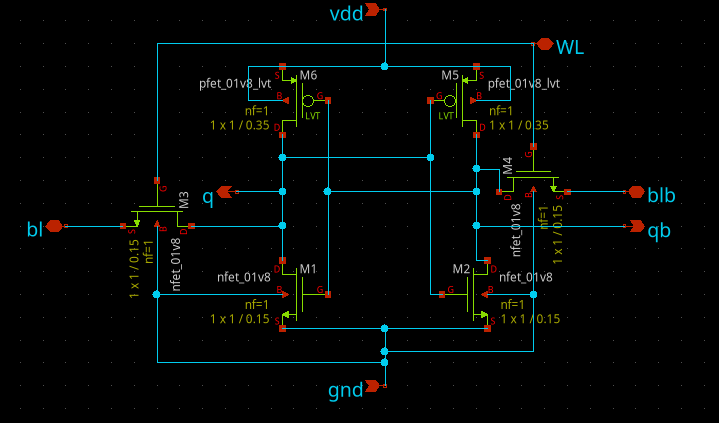 vdd
WL
S
M6
M5
S
pfet_01v8_lvt
pfet_01v8_lvt
B
G
G
B
nf=1
LVT
LVT
nf=1
1 x 1 / 0.35
D
D
1 x 1 / 0.35
G
M4
G
q
M3
D
B
S
blb
bl
S
B
D
nf=1
1 x 1 / 0.15
nfet_01v8
qb
1 x 1 / 0.15
nf=1
nfet_01v8
D
M1
M2
D
nfet_01v8
nfet_01v8
B
G
G
B
nf=1
nf=1
1 x 1 / 0.15
S
S
1 x 1 / 0.15
gnd